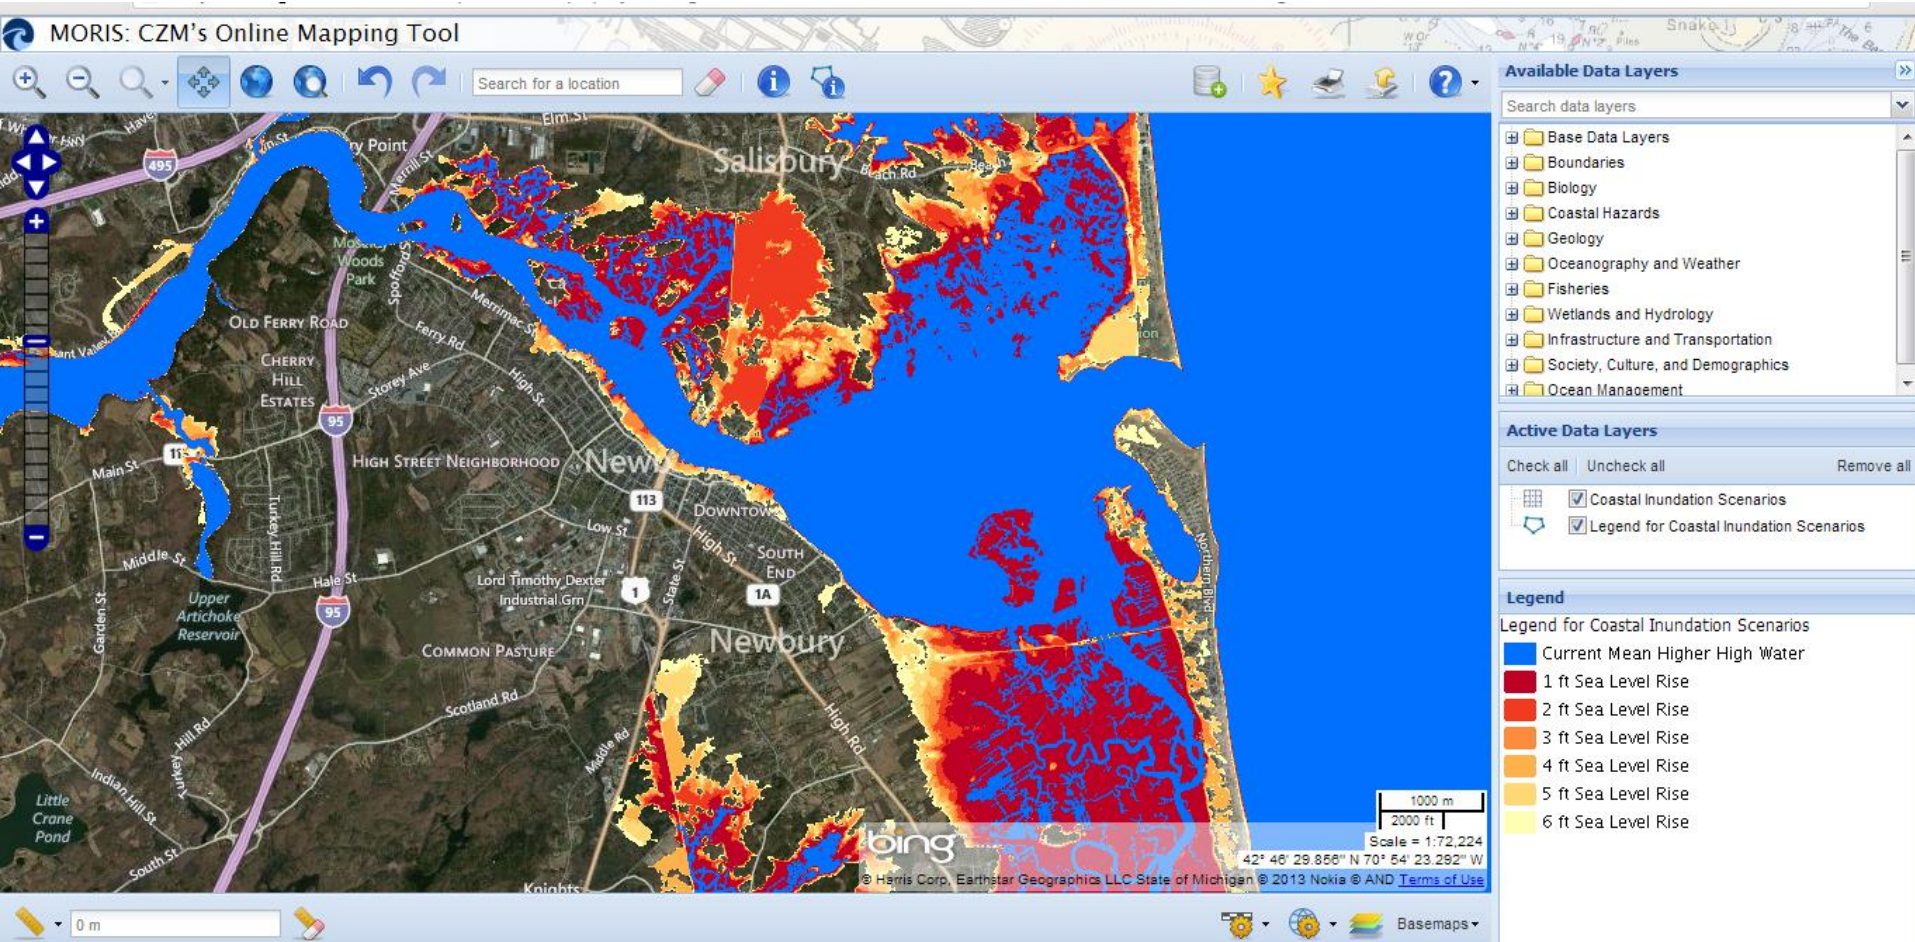 MORIS: CZM's Online Mapping Tool
Search for a location
Elm St
495
Merrill St
Salisbury
Beach Rd
Beach
Woods
Park
Spofford
OLD FERRY ROAD
Merrimac St
Ferry Rd
CHERRY
HILL
ESTATES
Storey Ave
High St
95
Main St
HIGH STREET NEIGHBORHOOD
113
DOWNTOW
Turkey Hill Rd
Low St
High St
Northern Blvd
SOUTH
END
Middle St
Hale St
Lord Timothy Dexter
Industrial Grn
State St
1
1A
95
Upper
Artichoke
Reservoir
Garden St
COMMON PASTURE
Newbury
Scotland Rd
High Rd
Middle Rd
Turkey Hill Rd
Indian Hill St
Little
Crane
Pond
South St
Knights
bing
1000 m
2000 ft
Scale = 1:72,224
42° 46' 29.856" N 70° 54' 23.292" W
© Harris Corp, Earthstar Geographics LLC State of Michigan © 2013 Nokia © AND Terms of Use
0 m
Basemaps
Available Data Layers
Search data layers
Base Data Layers
Boundaries
Biology
Coastal Hazards
Geology
Oceanography and Weather
Fisheries
Wetlands and Hydrology
Infrastructure and Transportation
Society, Culture, and Demographics
Ocean Management
Active Data Layers
Check all Uncheck all Remove all
Coastal Inundation Scenarios
Legend for Coastal Inundation Scenarios
Legend
Legend for Coastal Inundation Scenarios
Current Mean Higher High Water
1 ft Sea Level Rise
2 ft Sea Level Rise
3 ft Sea Level Rise
4 ft Sea Level Rise
5 ft Sea Level Rise
6 ft Sea Level Rise